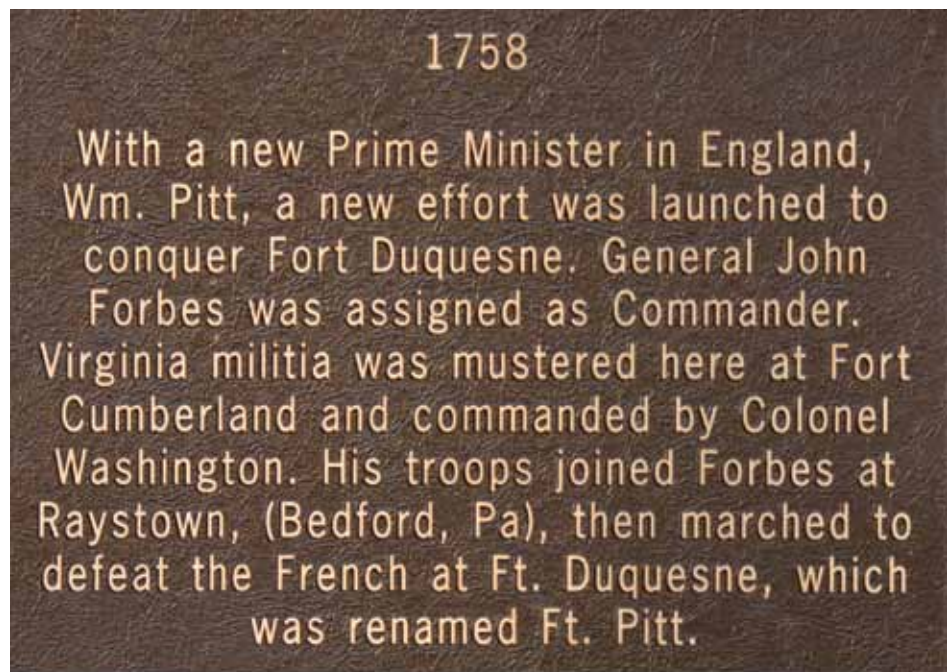 1758
With a new Prime Minister in England,
Wm. Pitt, a new effort was launched to
conquer Fort Duquesne. General John
Forbes was assigned as Commander.
Virginia militia was mustered here at Fort
Cumberland and commanded by Colonel
Washington. His troops joined Forbes at
Raystown, (Bedford, Pa), then marched to
defeat the French at Ft. Duquesne, which
was renamed Ft. Pitt.